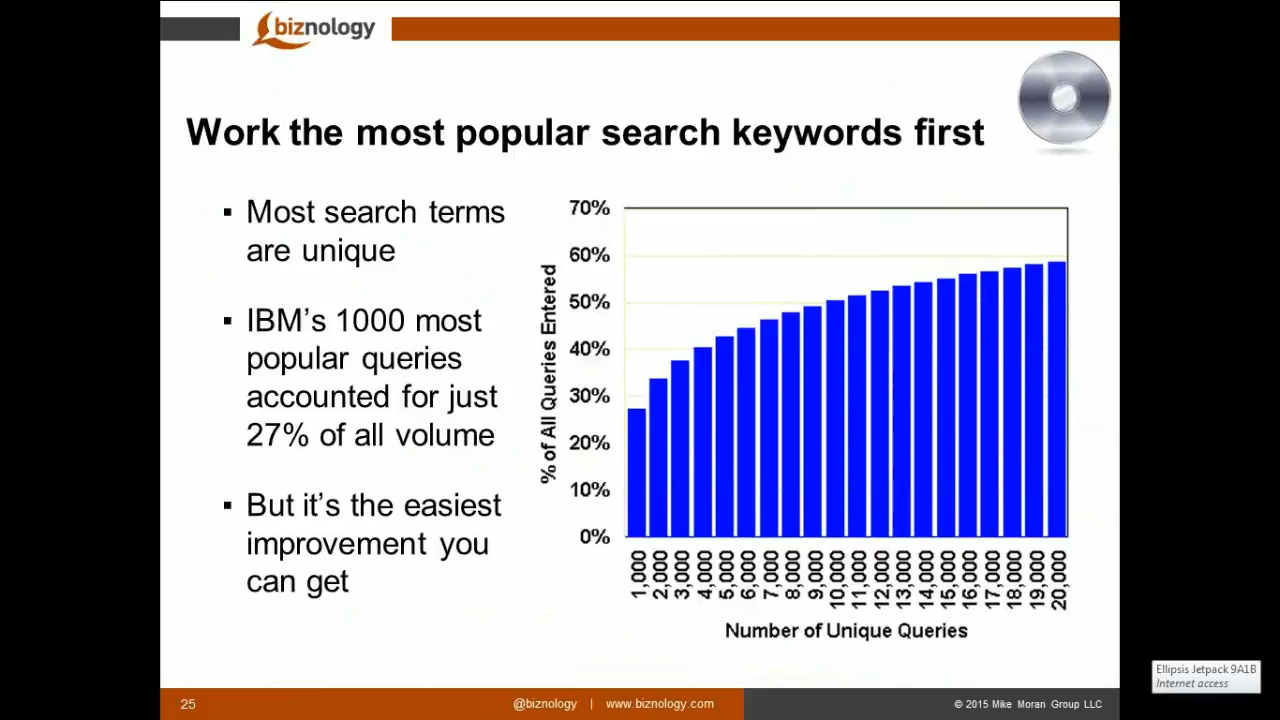 biznology
Work the most popular search keywords first
▪ Most search terms
are unique
▪ IBM's 1000 most
popular queries
accounted for just
27% of all volume
▪ But it's the easiest
improvement you
can get
% of All Queries Entered
70%
60%
50%
40%
30%
20%
10%
0%
1,000
2,000
3,000
4,000
5,000
6,000
7,000
8,000
9,000
10,000
11,000
12,000
13,000
14,000
15,000
16,000
17,000
18,000
19,000
20,000
Number of Unique Queries
Ellipsis Jetpack 9A1B
Internet access
25
@biznology | www.biznology.com
© 2015 Mike Moran Group LLC